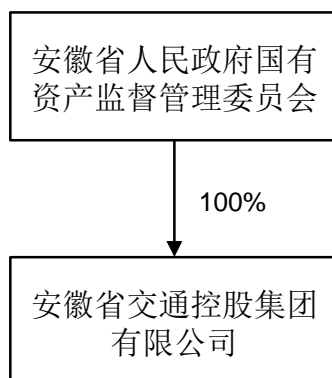 安徽省人民政府国有
资产监督管理委员会
100%
安徽省交通控股集团
有限公司